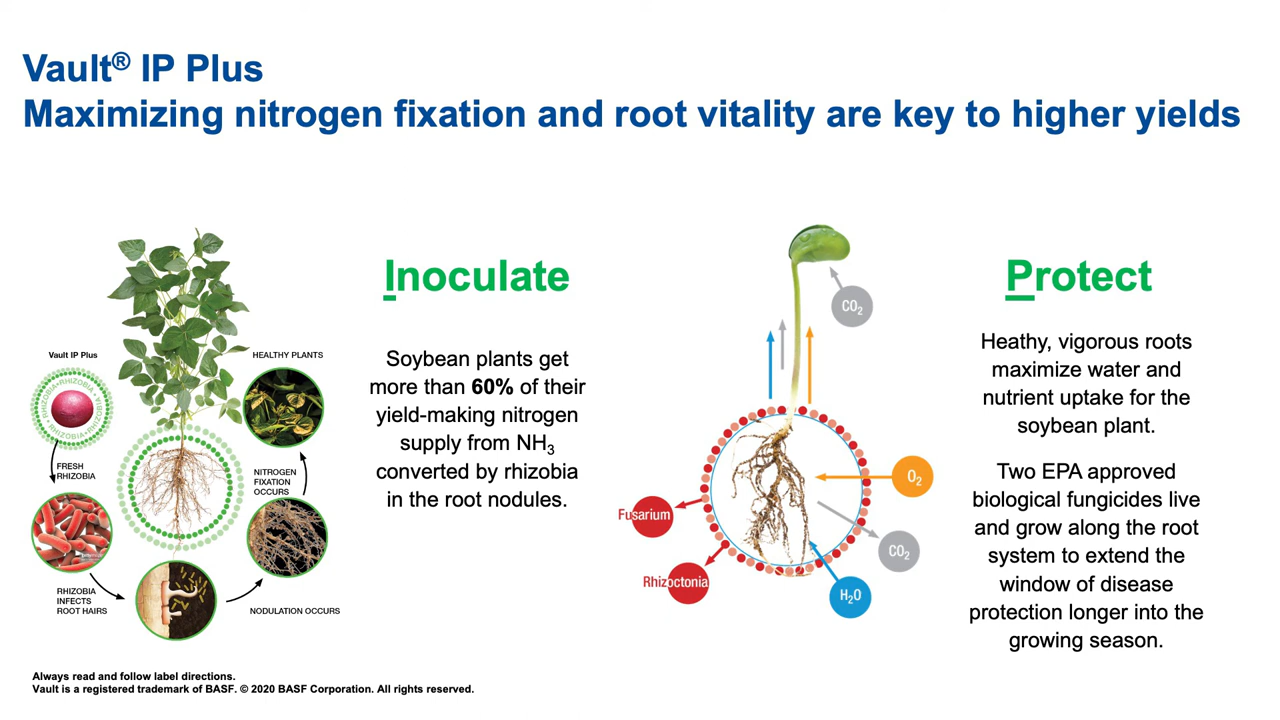 Vault® IP Plus
Maximizing nitrogen fixation and root vitality are key to higher yields
Vault IP Plus
RHIZOBIA • RHIZOBIA • RHIZOBIA • RHIZOBIA
FRESH
RHIZOBIA
RHIZOBIA
INFECTS
ROOT HAIRS
NODULATION OCCURS
NITROGEN
FIXATION
OCCURS
HEALTHY PLANTS
Inoculate
Soybean plants get
more than 60% of their
yield-making nitrogen
supply from NH₃
converted by rhizobia
in the root nodules.
CO₂
O₂
CO₂
H₂O
Fusarium
Rhizoctonia
Protect
Heathy, vigorous roots
maximize water and
nutrient uptake for the
soybean plant.
Two EPA approved
biological fungicides live
and grow along the root
system to extend the
window of disease
protection longer into the
growing season.
Always read and follow label directions.
Vault is a registered trademark of BASF. © 2020 BASF Corporation. All rights reserved.